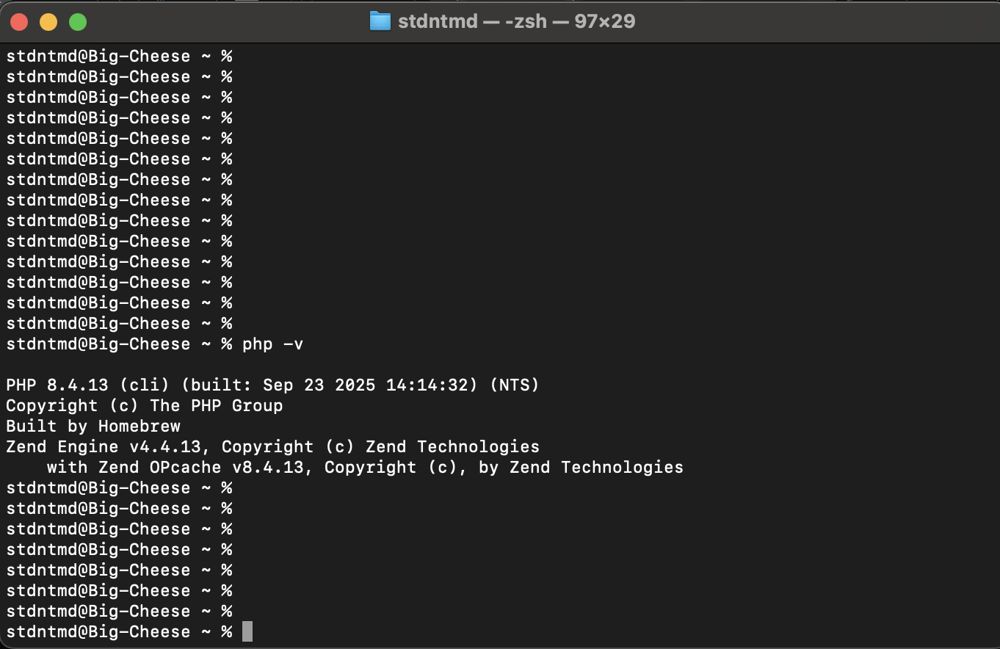 stdntmd — -zsh — 97×29
stdntmd@Big-Cheese ~ %
stdntmd@Big-Cheese ~ %
stdntmd@Big-Cheese ~ %
stdntmd@Big-Cheese ~ %
stdntmd@Big-Cheese ~ %
stdntmd@Big-Cheese ~ %
stdntmd@Big-Cheese ~ %
stdntmd@Big-Cheese ~ %
stdntmd@Big-Cheese ~ %
stdntmd@Big-Cheese ~ %
stdntmd@Big-Cheese ~ %
stdntmd@Big-Cheese ~ %
stdntmd@Big-Cheese ~ %
stdntmd@Big-Cheese ~ %
stdntmd@Big-Cheese ~ % php -v
PHP 8.4.13 (cli) (built: Sep 23 2025 14:14:32) (NTS)
Copyright (c) The PHP Group
Built by Homebrew
Zend Engine v4.4.13, Copyright (c) Zend Technologies
    with Zend OPcache v8.4.13, Copyright (c), by Zend Technologies
stdntmd@Big-Cheese ~ %
stdntmd@Big-Cheese ~ %
stdntmd@Big-Cheese ~ %
stdntmd@Big-Cheese ~ %
stdntmd@Big-Cheese ~ %
stdntmd@Big-Cheese ~ %
stdntmd@Big-Cheese ~ %
stdntmd@Big-Cheese ~ %